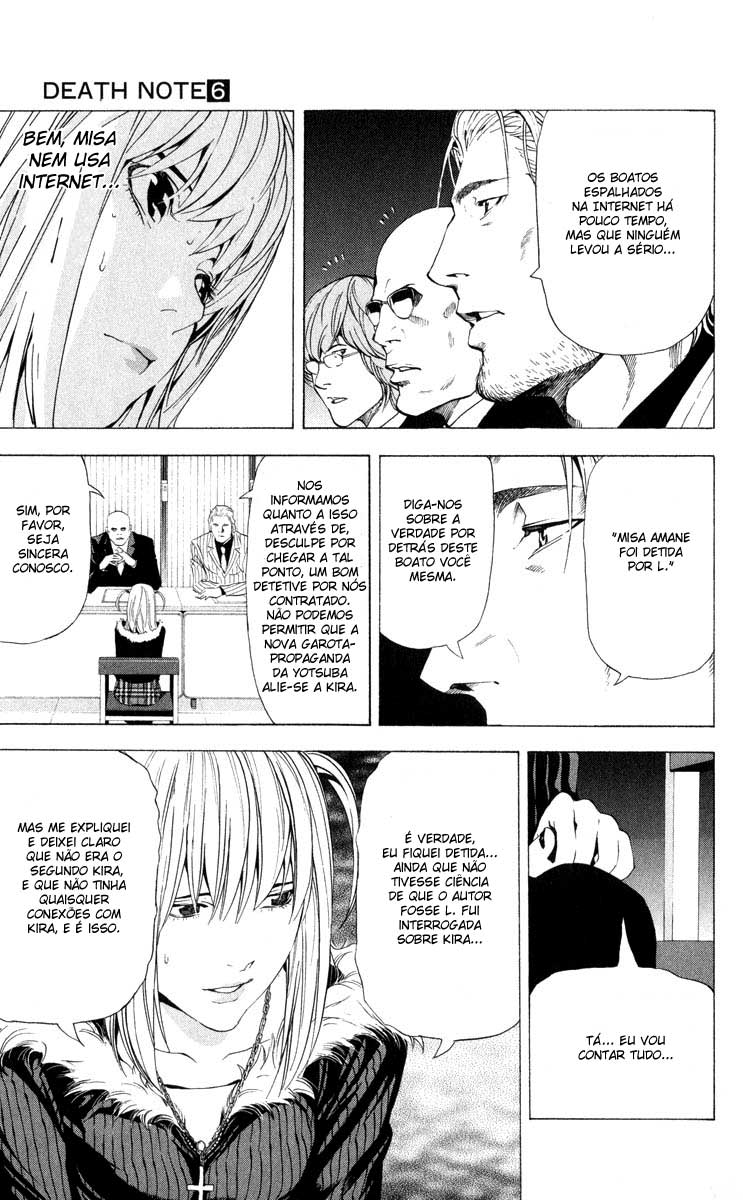 DEATH NOTE 6
OS BOATOS
ESPALHADOS
NA INTERNET HÁ
POUCO TEMPO,
MAS QUE NINGUÉM
LEVOU A SÉRIO...
BEM, MISA
NEM USA
INTERNET...
"MISA AMANE
FOI DETIDA
POR L."
DIGA-NOS
SOBRE A
VERDADE POR
DETRÁS DESTE
BOATO VOCÊ
MESMA.
NOS
INFORMAMOS
QUANTO A ISSO
ATRAVÉS DE,
DESCULPE POR
CHEGAR A TAL
PONTO, UM BOM
DETETIVE POR NÓS
CONTRATADO.
NÃO PODEMOS
PERMITIR QUE A
NOVA GAROTA-
PROPAGANDA
DA YOTSUBA
ALIE-SE A KIRA.
SIM, POR
FAVOR,
SEJA
SINCERA
CONOSCO.
TÁ... EU VOU
CONTAR TUDO...
É VERDADE,
EU FIQUEI DETIDA...
AINDA QUE NÃO
TIVESSE CIÊNCIA
DE QUE O AUTOR
FOSSE L. FUI
INTERROGADA
SOBRE KIRA...
MAS ME EXPLIQUEI
E DEIXEI CLARO
QUE NÃO ERA O
SEGUNDO KIRA,
E QUE NÃO TINHA
QUAISQUER
CONEXÕES COM
KIRA, E É ISSO.